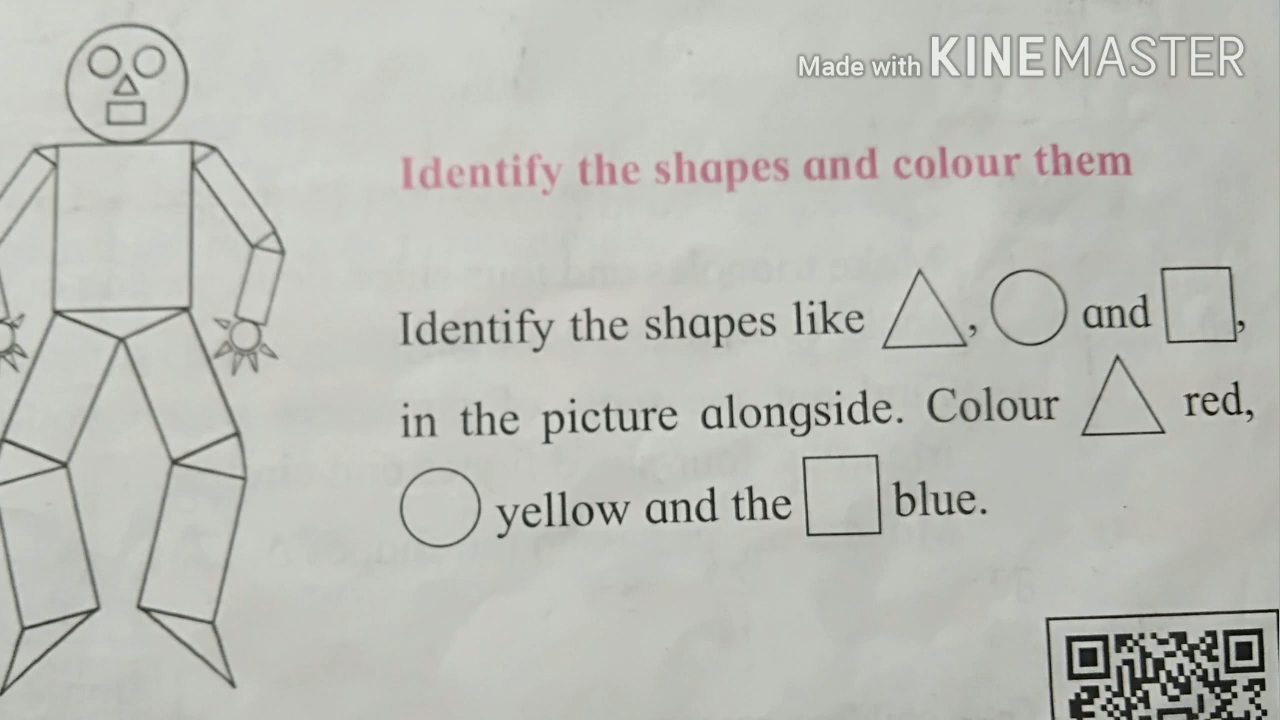 Made with KINEMASTER
Identify the shapes and colour them
Identify the shapes like , and ,
in the picture alongside. Colour red,
yellow and the blue.